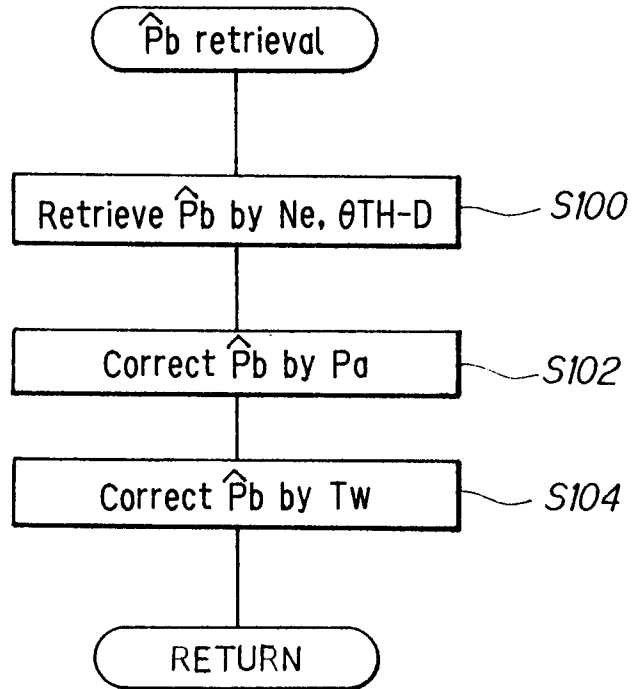 P̂b retrieval
Retrieve P̂b by Ne, θTH-D
S100
Correct P̂b by Pa
S102
Correct P̂b by Tw
S104
RETURN